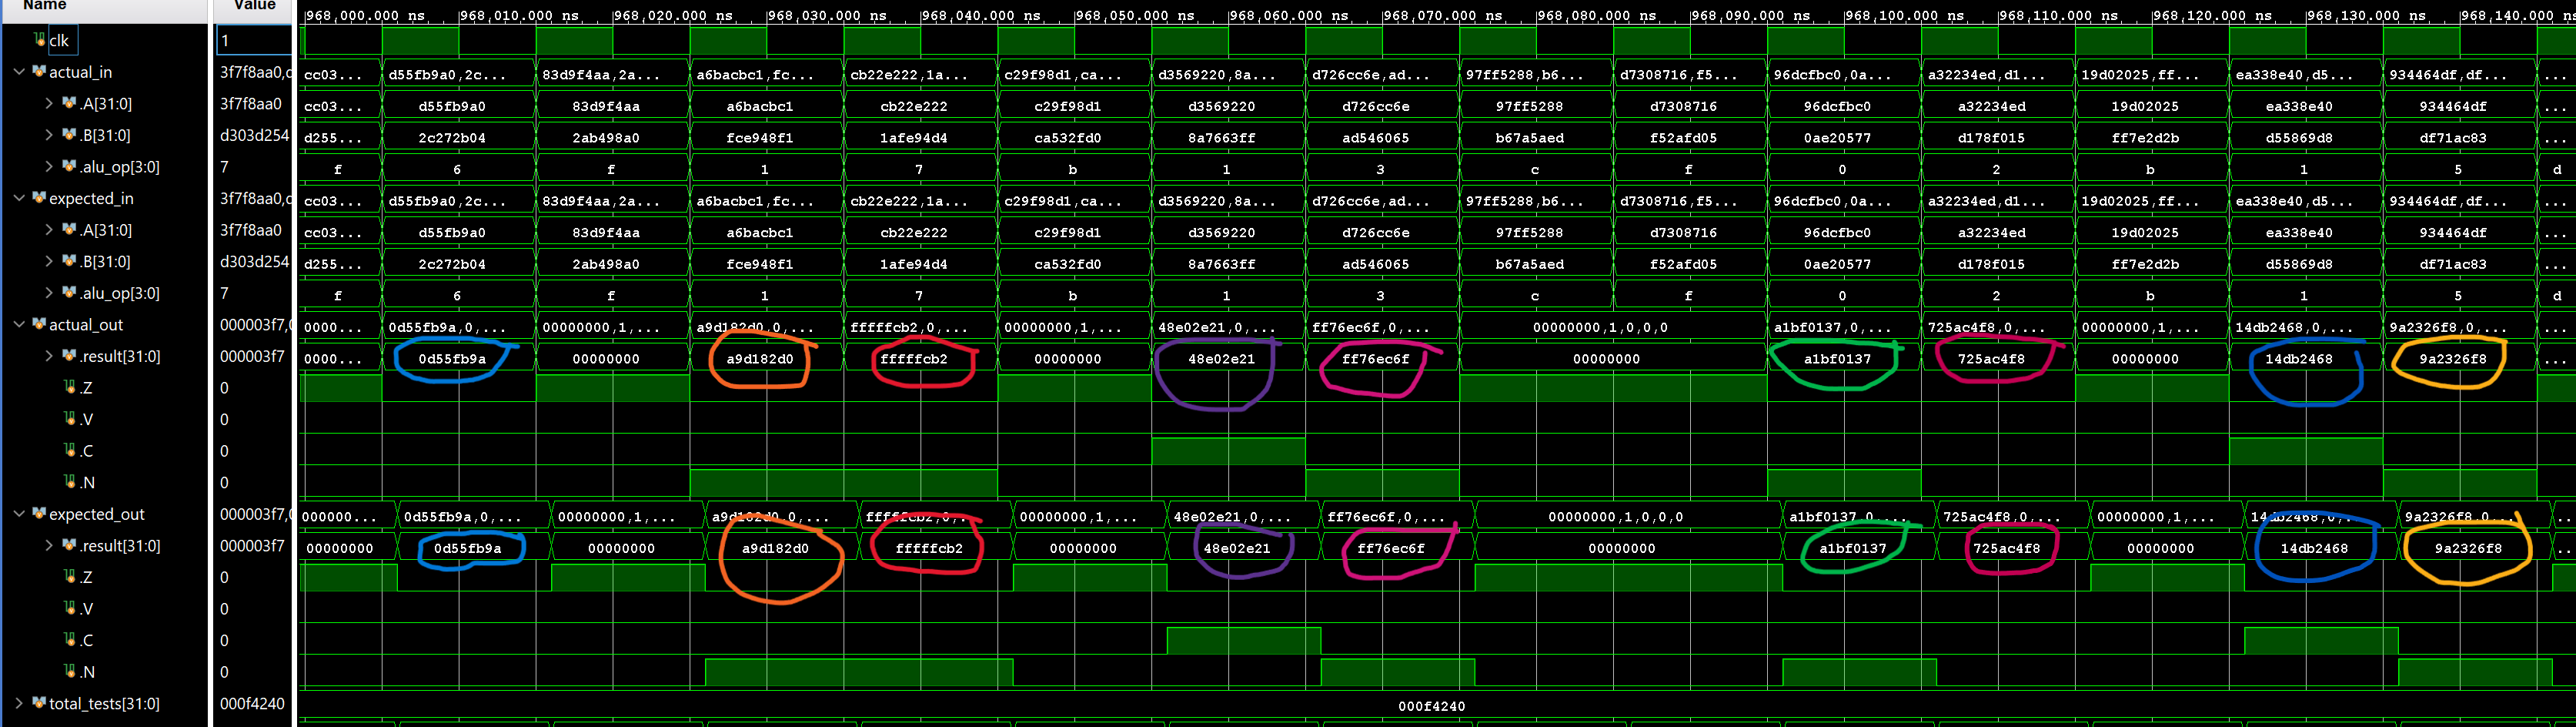 Name Value 968,000.000 ns 968,010.000 ns 968,020.000 ns 968,030.000 ns 968,040.000 ns 968,050.000 ns 968,060.000 ns 968,070.000 ns 968,080.000 ns 968,090.000 ns 968,100.000 ns 968,110.000 ns 968,120.000 ns 968,130.000 ns 968,140.000 ns
clk 1
actual_in 3f7f8aa0,d cc03... d55fb9a0,2c... 83d9f4aa,2a... a6bacbc1,fc... cb22e222,1a... c29f98d1,ca... d3569220,8a... d726cc6e,ad... 97ff5288,b6... d7308716,f5... 96dcfbc0,0a... a32234ed,d1... 19d02025,ff... ea338e40,d5... 934464df,df... ...
.A[31:0] 3f7f8aa0 cc03... d55fb9a0 83d9f4aa a6bacbc1 cb22e222 c29f98d1 d3569220 d726cc6e 97ff5288 d7308716 96dcfbc0 a32234ed 19d02025 ea338e40 934464df ...
.B[31:0] d303d254 d255... 2c272b04 2ab498a0 fce948f1 1afe94d4 ca532fd0 8a7663ff ad546065 b67a5aed f52afd05 0ae20577 d178f015 ff7e2d2b d55869d8 df71ac83 ...
.alu_op[3:0] 7 f 6 f 1 7 b 1 3 c f 0 2 b 1 5 d
expected_in 3f7f8aa0,d cc03... d55fb9a0,2c... 83d9f4aa,2a... a6bacbc1,fc... cb22e222,1a... c29f98d1,ca... d3569220,8a... d726cc6e,ad... 97ff5288,b6... d7308716,f5... 96dcfbc0,0a... a32234ed,d1... 19d02025,ff... ea338e40,d5... 934464df,df... ...
.A[31:0] 3f7f8aa0 cc03... d55fb9a0 83d9f4aa a6bacbc1 cb22e222 c29f98d1 d3569220 d726cc6e 97ff5288 d7308716 96dcfbc0 a32234ed 19d02025 ea338e40 934464df ...
.B[31:0] d303d254 d255... 2c272b04 2ab498a0 fce948f1 1afe94d4 ca532fd0 8a7663ff ad546065 b67a5aed f52afd05 0ae20577 d178f015 ff7e2d2b d55869d8 df71ac83 ...
.alu_op[3:0] 7 f 6 f 1 7 b 1 3 c f 0 2 b 1 5 d
actual_out 000003f7,0 0000... 0d55fb9a,0,... 00000000,1,... a9d182d0,0,... fffffcb2,0,... 00000000,1,... 48e02e21,0,... ff76ec6f,0,... 00000000,1,0,0,0 a1bf0137,0,... 725ac4f8,0,... 00000000,1,... 14db2468,0,... 9a2326f8,0,... ...
.result[31:0] 000003f7 0000... 0d55fb9a 00000000 a9d182d0 fffffcb2 00000000 48e02e21 ff76ec6f 00000000 a1bf0137 725ac4f8 00000000 14db2468 9a2326f8 ...
.Z 0
.V 0
.C 0
.N 0
expected_out 000003f7,0 000000... 0d55fb9a,0,... 00000000,1,... a9d182d0,0,... fffffcb2,0,... 00000000,1,... 48e02e21,0,... ff76ec6f,0,... 00000000,1,0,0,0 a1bf0137,0,... 725ac4f8,0,... 00000000,1,... 14db2468,0,... 9a2326f8,0,... ..
.result[31:0] 000003f7 00000000 0d55fb9a 00000000 a9d182d0 fffffcb2 00000000 48e02e21 ff76ec6f 00000000 a1bf0137 725ac4f8 00000000 14db2468 9a2326f8 ..
.Z 0
.V 0
.C 0
.N 0
total_tests[31:0] 000f4240 000f4240